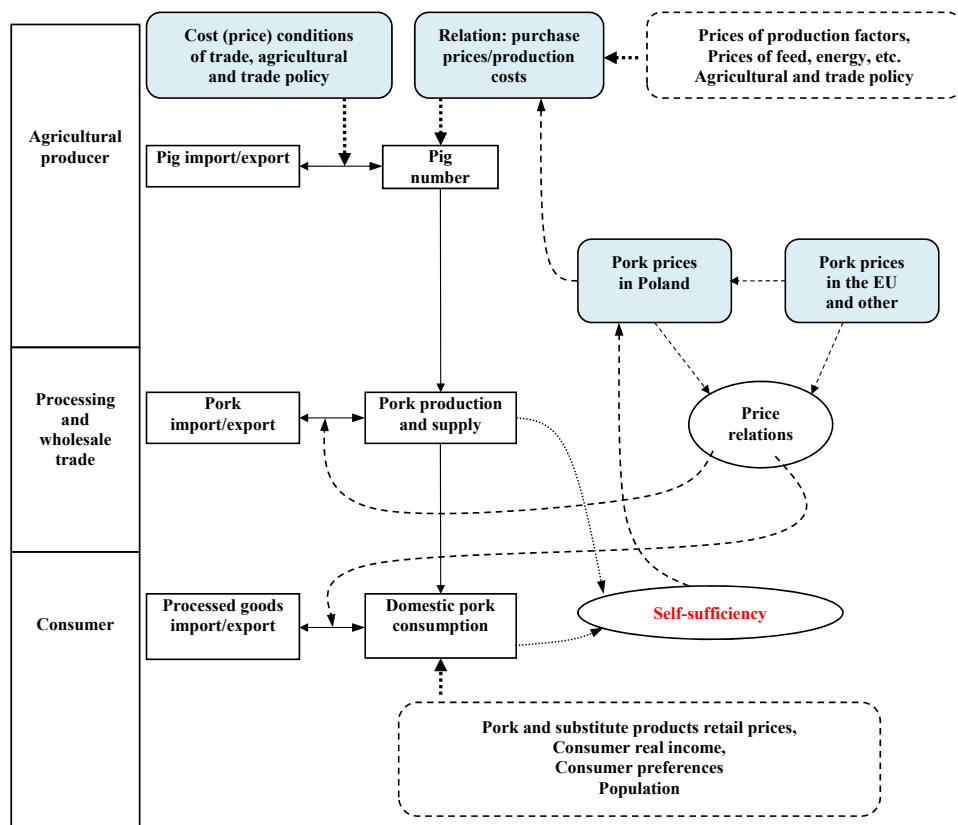 Cost (price) conditions
of trade, agricultural
and trade policy
Relation: purchase
prices/production
costs
Prices of production factors,
Prices of feed, energy, etc.
Agricultural and trade policy
Agricultural
producer
Pig import/export
Pig
number
Pork prices
in Poland
Pork prices
in the EU
and other
Processing
and
wholesale
trade
Pork
import/export
Pork production
and supply
Price
relations
Consumer
Processed goods
import/export
Domestic pork
consumption
Self-sufficiency
Pork and substitute products retail prices,
Consumer real income,
Consumer preferences
Population